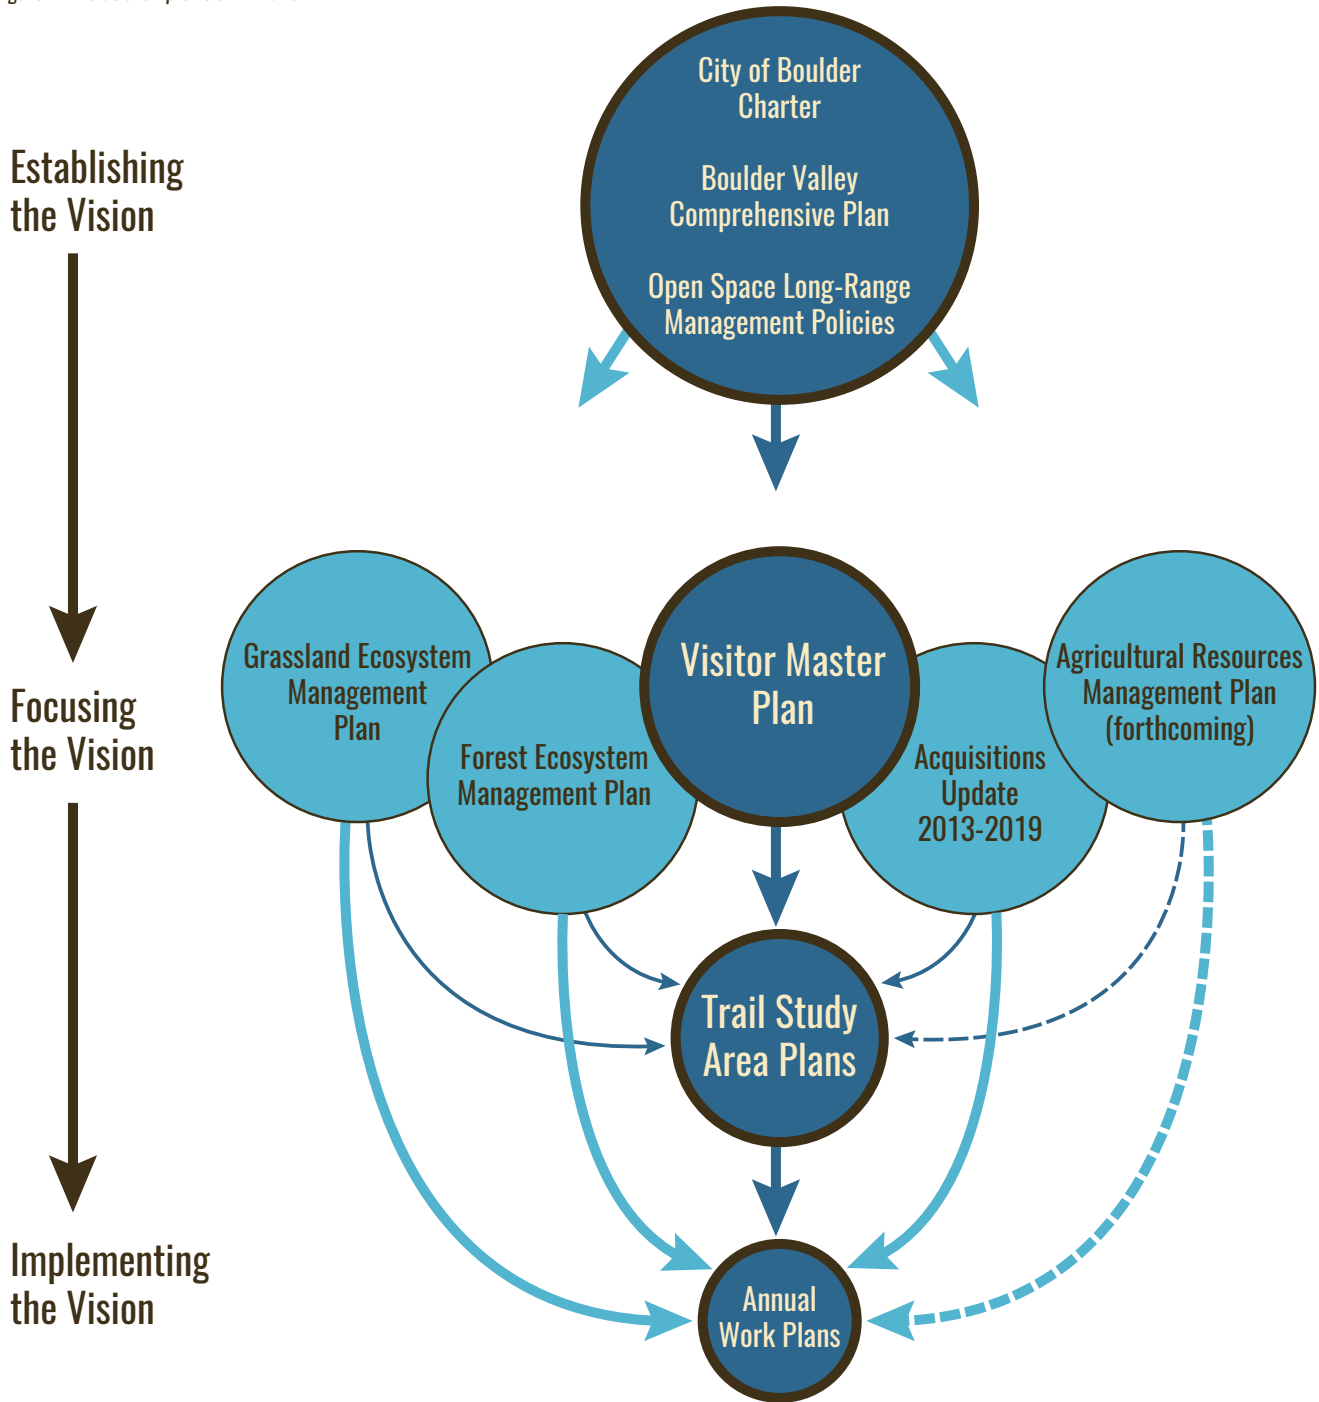 City of Boulder
Charter
Boulder Valley
Comprehensive Plan
Open Space Long-Range
Management Policies
Establishing
the Vision
Grassland Ecosystem
Management
Plan
Forest Ecosystem
Management Plan
Visitor Master
Plan
Acquisitions
Update
2013-2019
Agricultural Resources
Management Plan
(forthcoming)
Focusing
the Vision
Trail Study
Area Plans
Implementing
the Vision
Annual
Work Plans